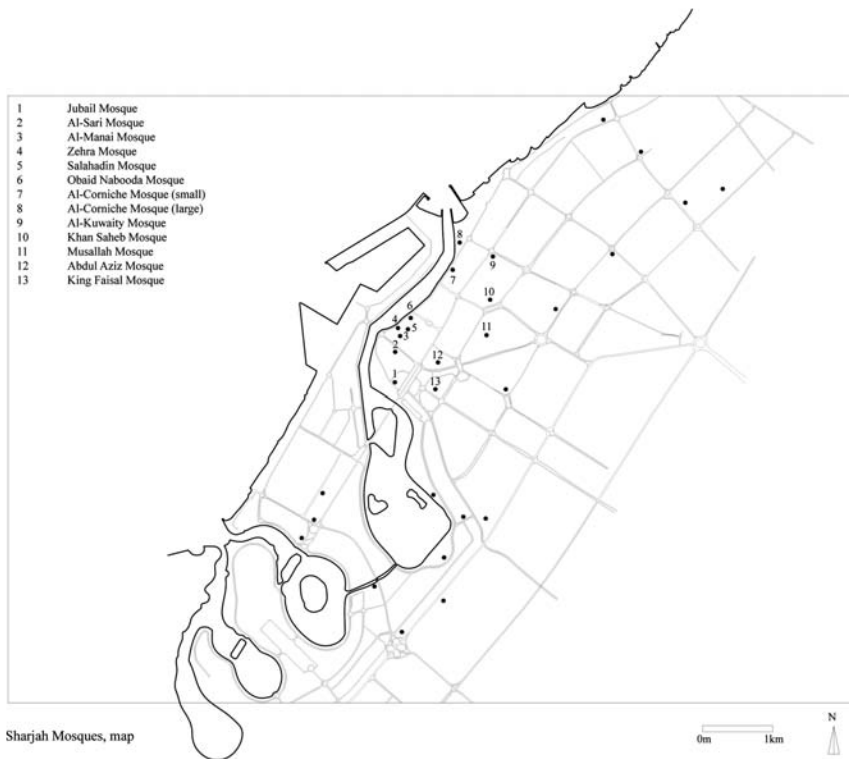 1 Jubail Mosque
2 Al-Sari Mosque
3 Al-Manai Mosque
4 Zehra Mosque
5 Salahadin Mosque
6 Obaid Nabooda Mosque
7 Al-Corniche Mosque (small)
8 Al-Corniche Mosque (large)
9 Al-Kuwaity Mosque
10 Khan Saheb Mosque
11 Musallah Mosque
12 Abdul Aziz Mosque
13 King Faisal Mosque
8
9
7
10
6
4
5
3
11
2
12
1
13
Sharjah Mosques, map
N
0m 1km